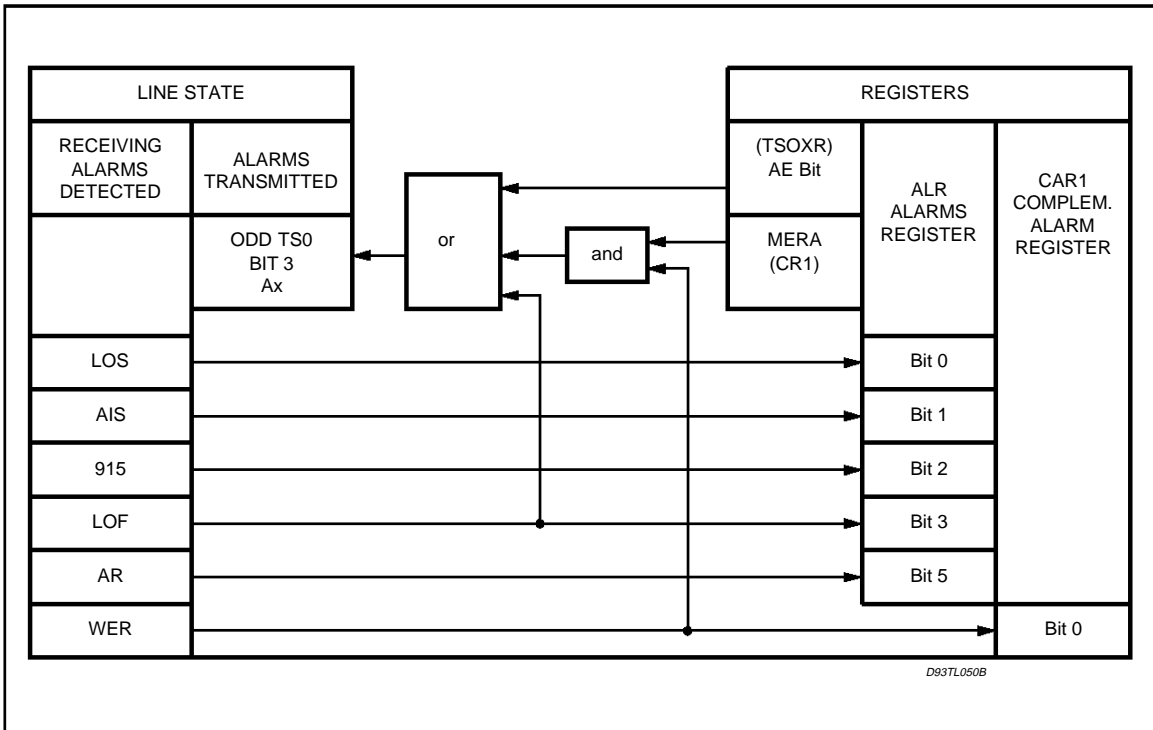 LINE STATE
RECEIVING
ALARMS
DETECTED
ALARMS
TRANSMITTED
ODD TS0
BIT 3
Ax
or
and
REGISTERS
(TSOXR)
AE Bit
MERA
(CR1)
ALR
ALARMS
REGISTER
CAR1
COMPLEM.
ALARM
REGISTER
LOS
Bit 0
AIS
Bit 1
915
Bit 2
LOF
Bit 3
AR
Bit 5
WER
Bit 0
D93TL050B